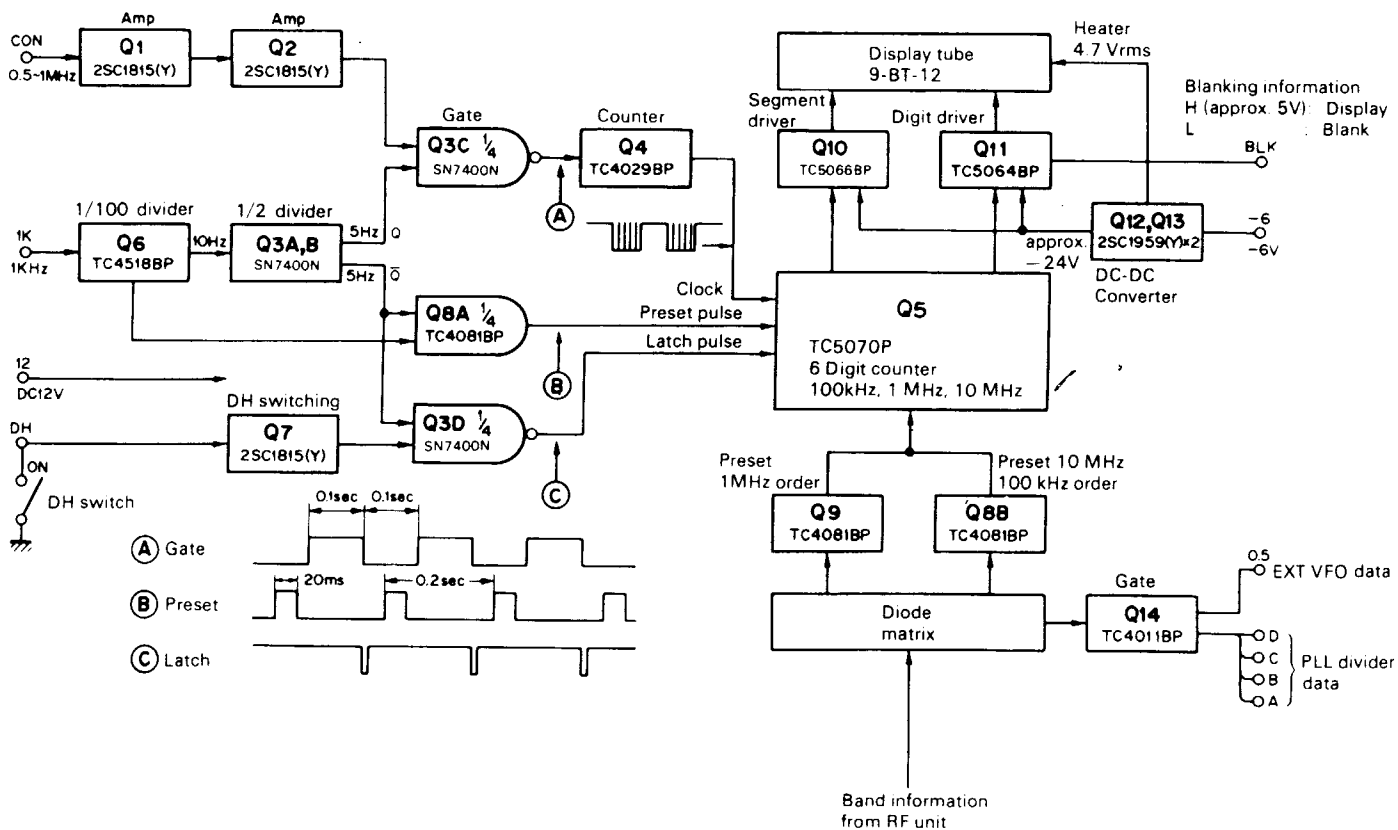 Amp
Q1
2SC1815(Y)
Amp
Q2
2SC1815(Y)
CON
0.5~1MHz
Gate
Q3C 1/4
SN7400N
Counter
Q4
TC4029BP
A
1/100 divider
1K
1KHz
Q6
TC4518BP
10Hz
1/2 divider
Q3A,B
SN7400N
5Hz Q
5Hz Q̅
Q8A 1/4
TC4081BP
B
12
DC12V
DH switching
DH
Q7
2SC1815(Y)
Q3D 1/4
SN7400N
C
ON
DH switch
Clock
Preset pulse
Latch pulse
Display tube
9-BT-12
Heater
4.7 Vrms
Segment
driver
Digit driver
Q10
TC5066BP
Q11
TC5064BP
Blanking information
H (approx. 5V): Display
L : Blank
BLK
Q12,Q13
2SC1959(Y)×2
-6
-6V
approx.
-24V
DC-DC
Converter
Q5
TC5070P
6 Digit counter
100kHz, 1 MHz, 10 MHz
Preset
1MHz order
Preset 10 MHz
100 kHz order
Q9
TC4081BP
Q8B
TC4081BP
Diode
matrix
Gate
Q14
TC4011BP
0.5
EXT VFO data
D
C
B
A
PLL divider
data
Band information
from RF unit
0.1sec
0.1sec
A Gate
20ms
0.2sec
B Preset
C Latch